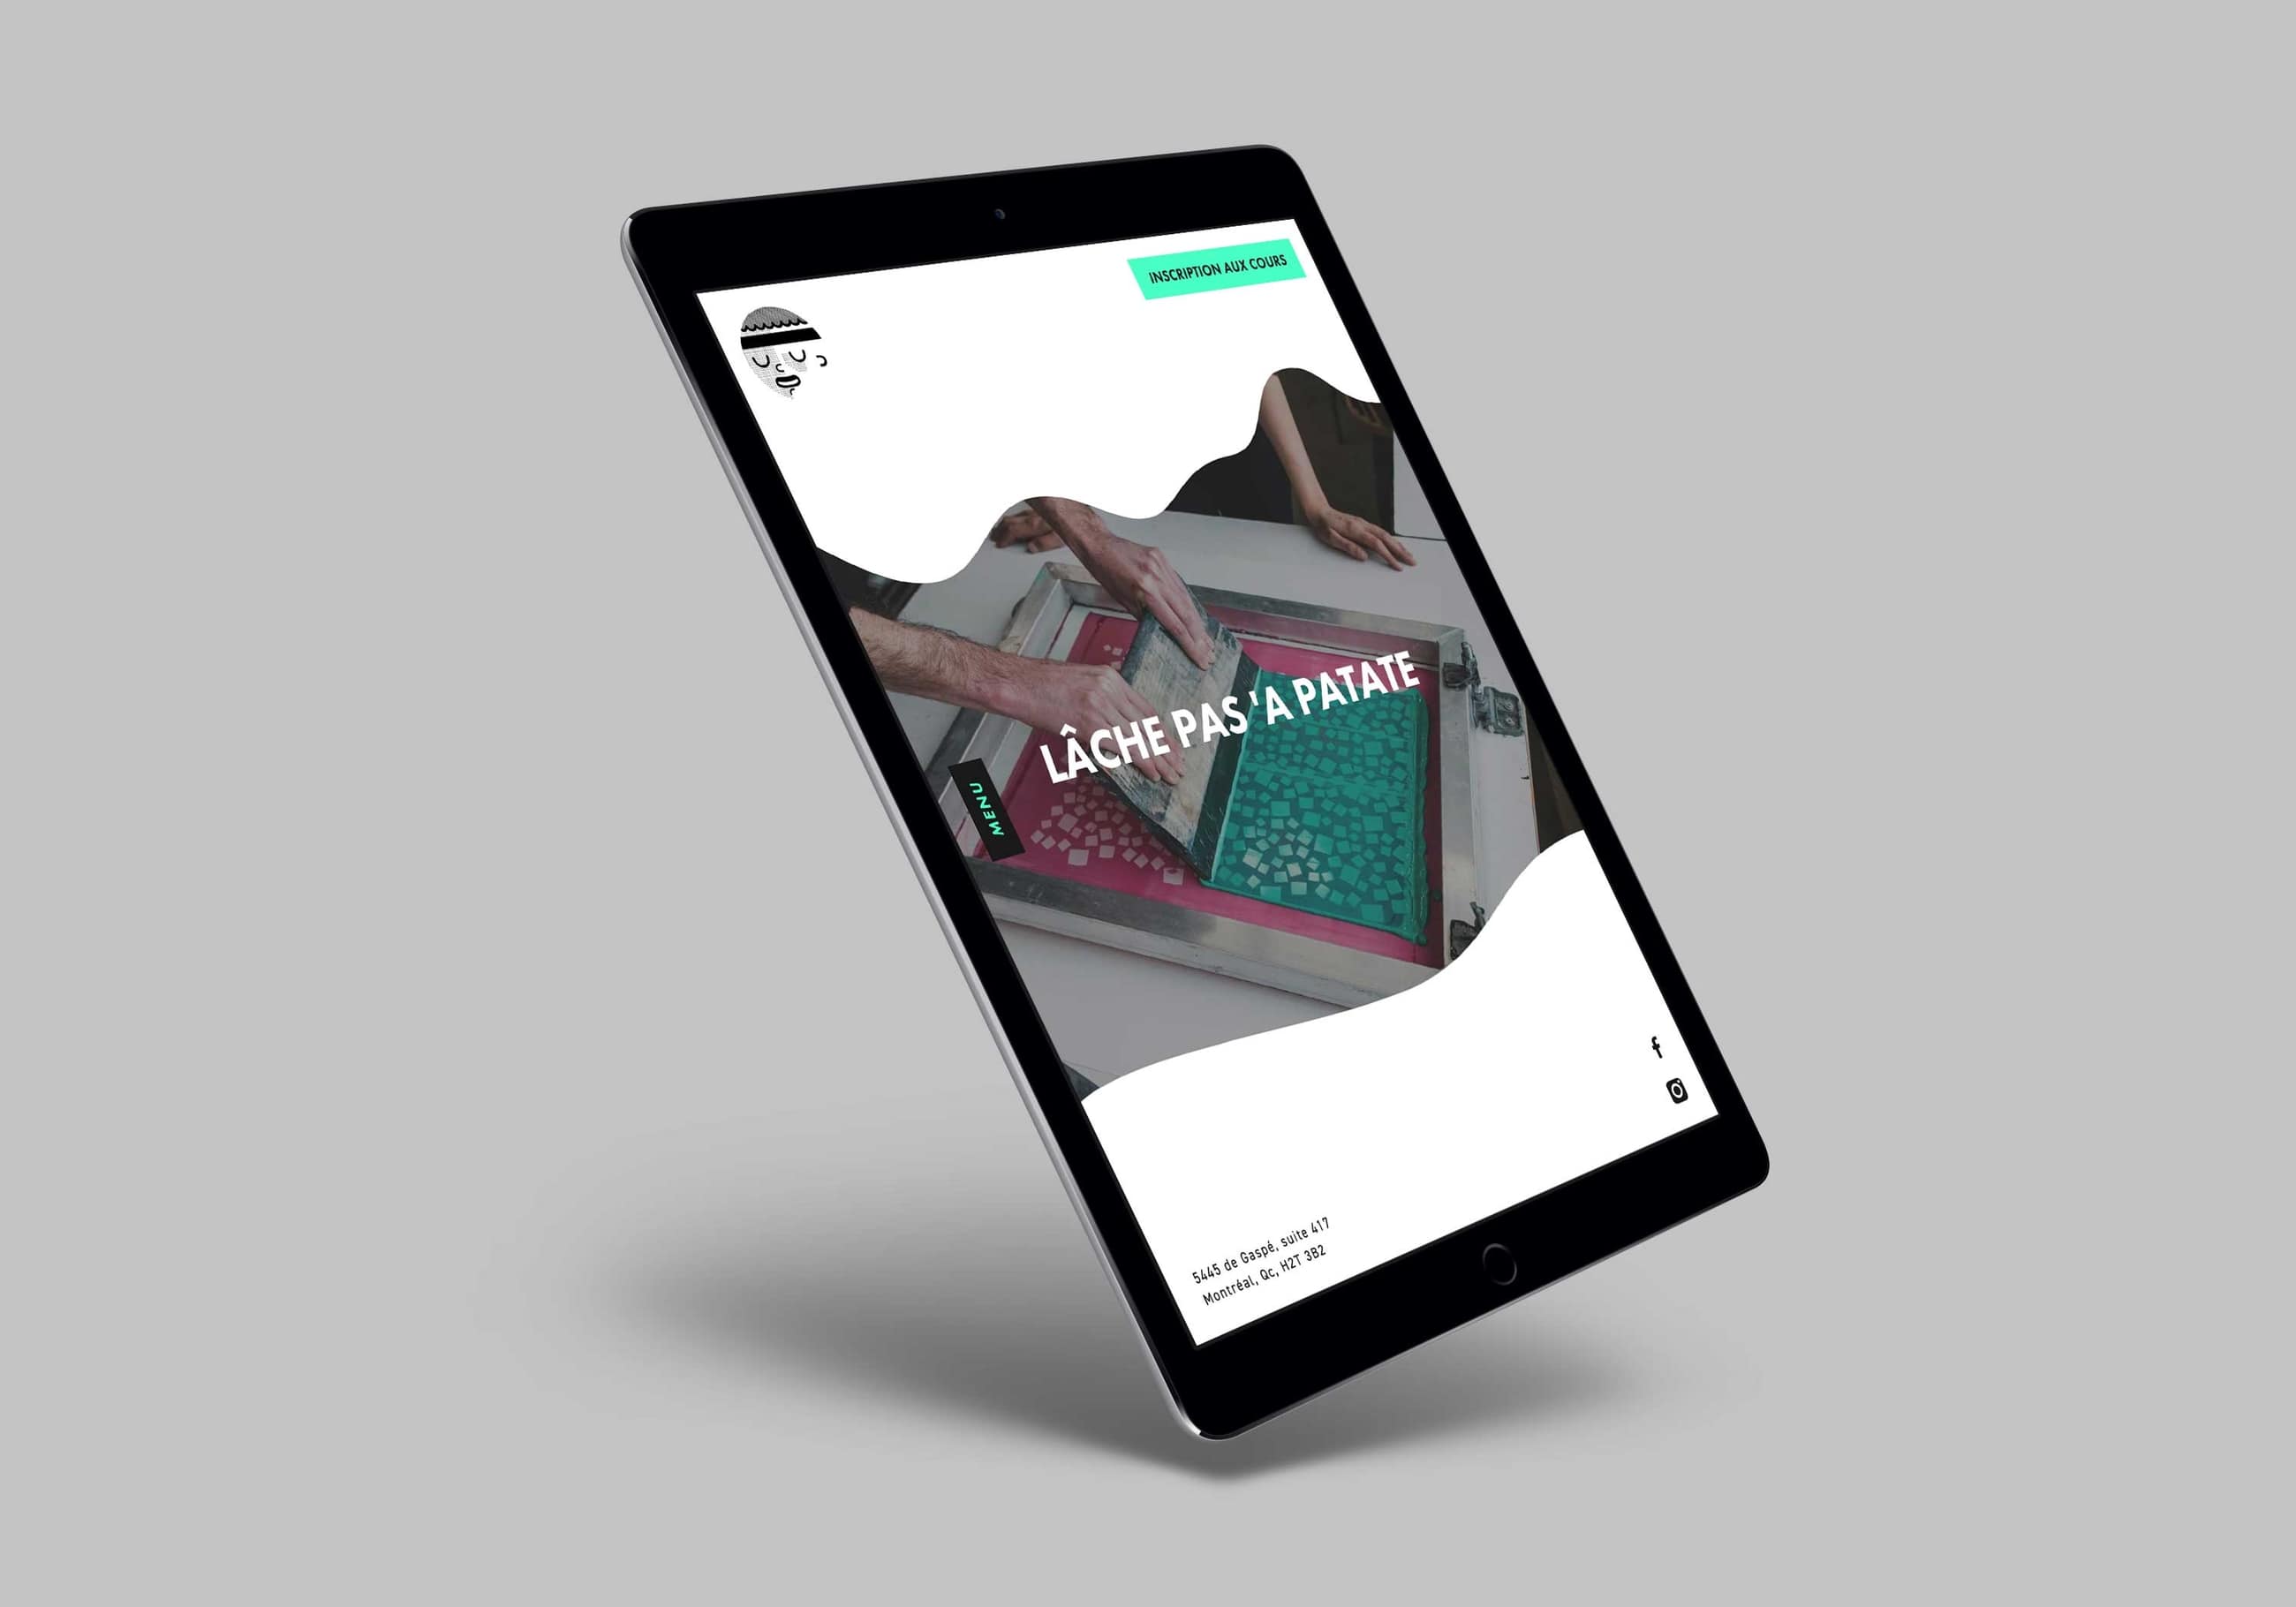 INSCRIPTION AUX COURS
LÂCHE PAS 'A PATATE
MENU
5445 de Gaspé, suite 417
Montréal, Qc, H2T 3B2